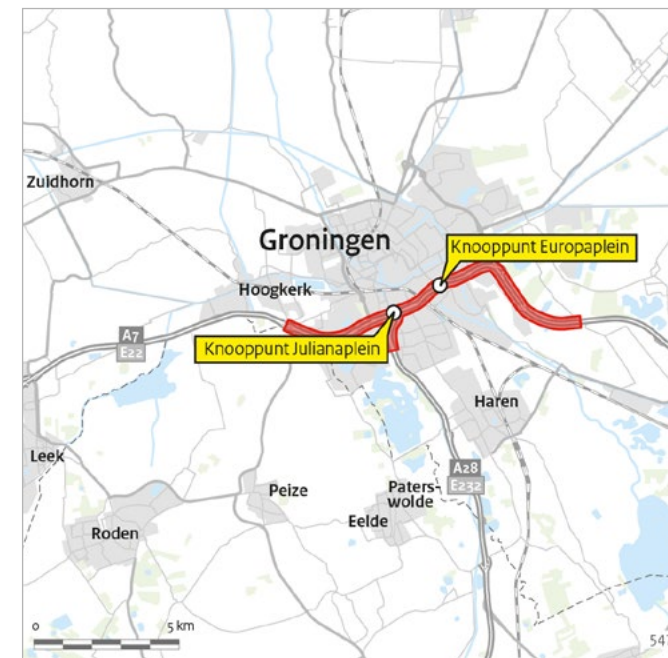 Zuidhorn
Groningen
Knooppunt Europaplein
Hoogkerk
A7
E22
Knooppunt Julianaplein
Haren
Leek
A28
E232
Peize
Paters-
wolde
Eelde
Roden
0
5 km
54